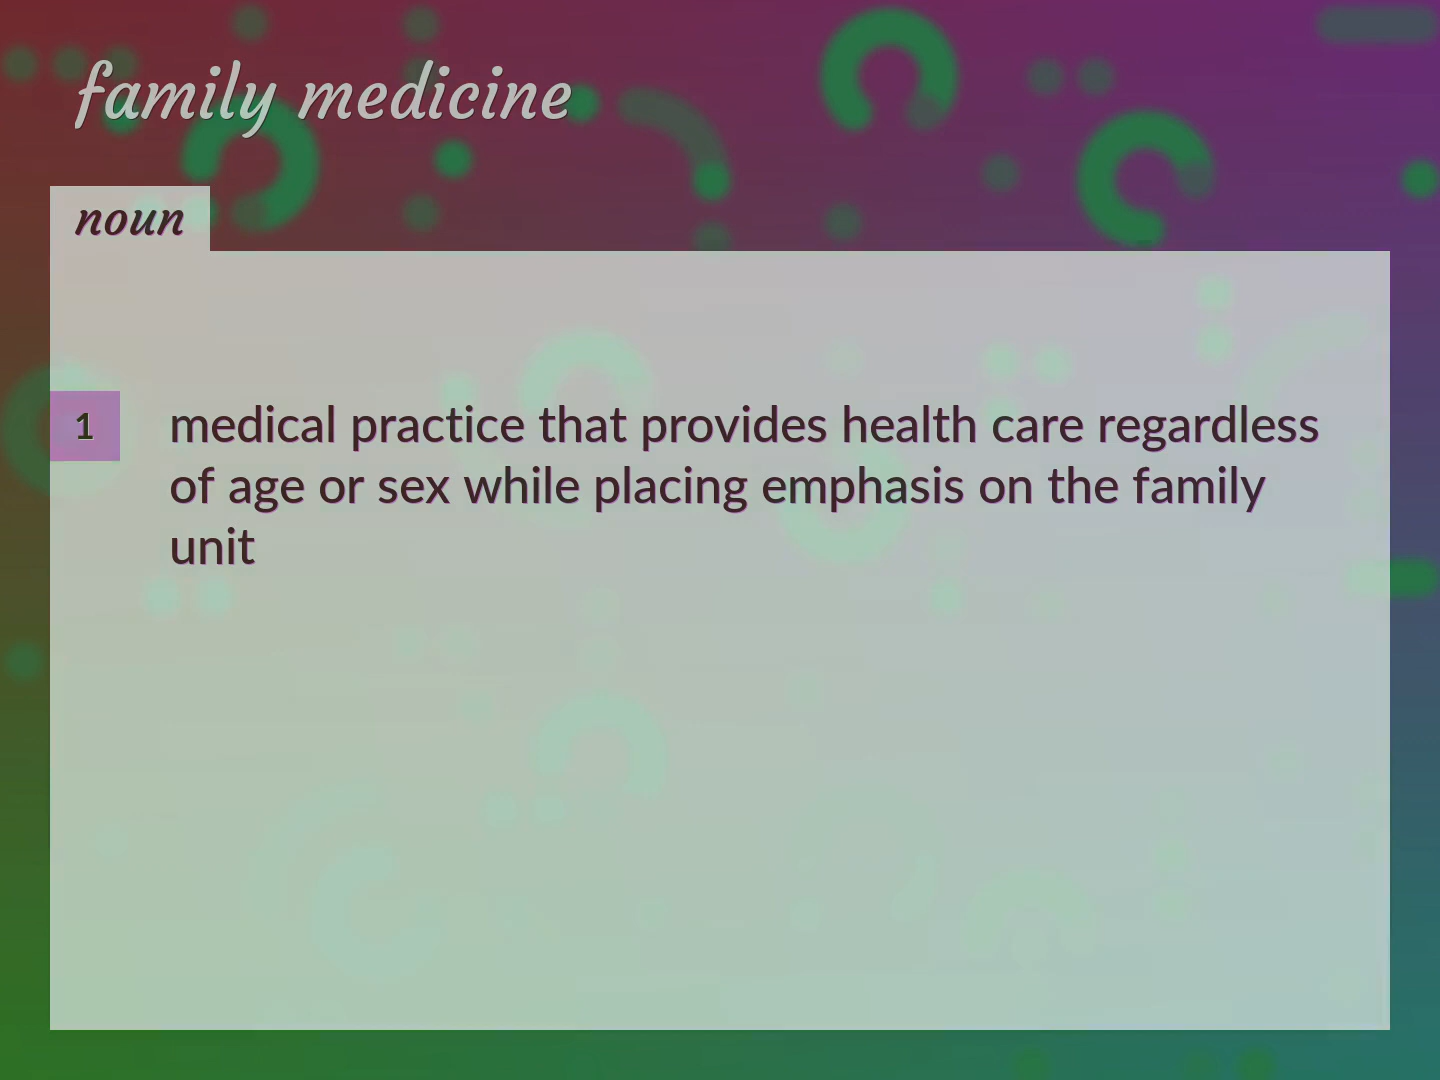 family medicine
noun
1
medical practice that provides health care regardless
of age or sex while placing emphasis on the family
unit